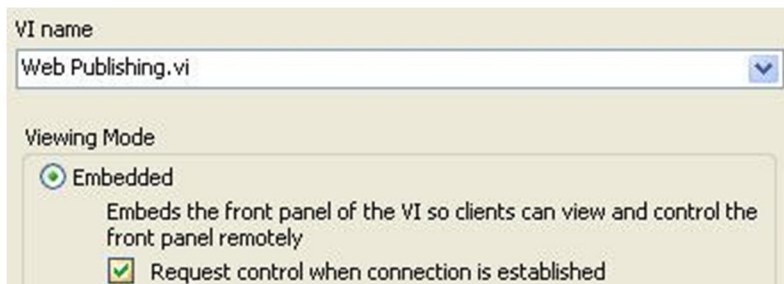 VI name
Web Publishing.vi
Viewing Mode
Embedded
Embeds the front panel of the VI so clients can view and control the
front panel remotely
Request control when connection is established